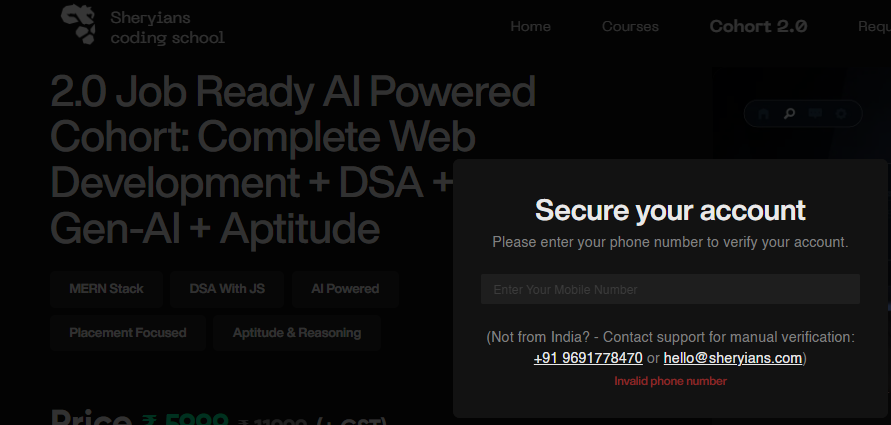 Sheryians
coding school
Home
Courses
Cohort 2.0
Requ
2.0 Job Ready AI Powered
Cohort: Complete Web
Development + DSA +
Gen-AI + Aptitude
MERN Stack
DSA With JS
AI Powered
Placement Focused
Aptitude & Reasoning
Price ₹ 5999 ₹ 11999 (+ GST)
Secure your account
Please enter your phone number to verify your account.
Enter Your Mobile Number
(Not from India? - Contact support for manual verification:
+91 9691778470 or hello@sheryians.com)
Invalid phone number